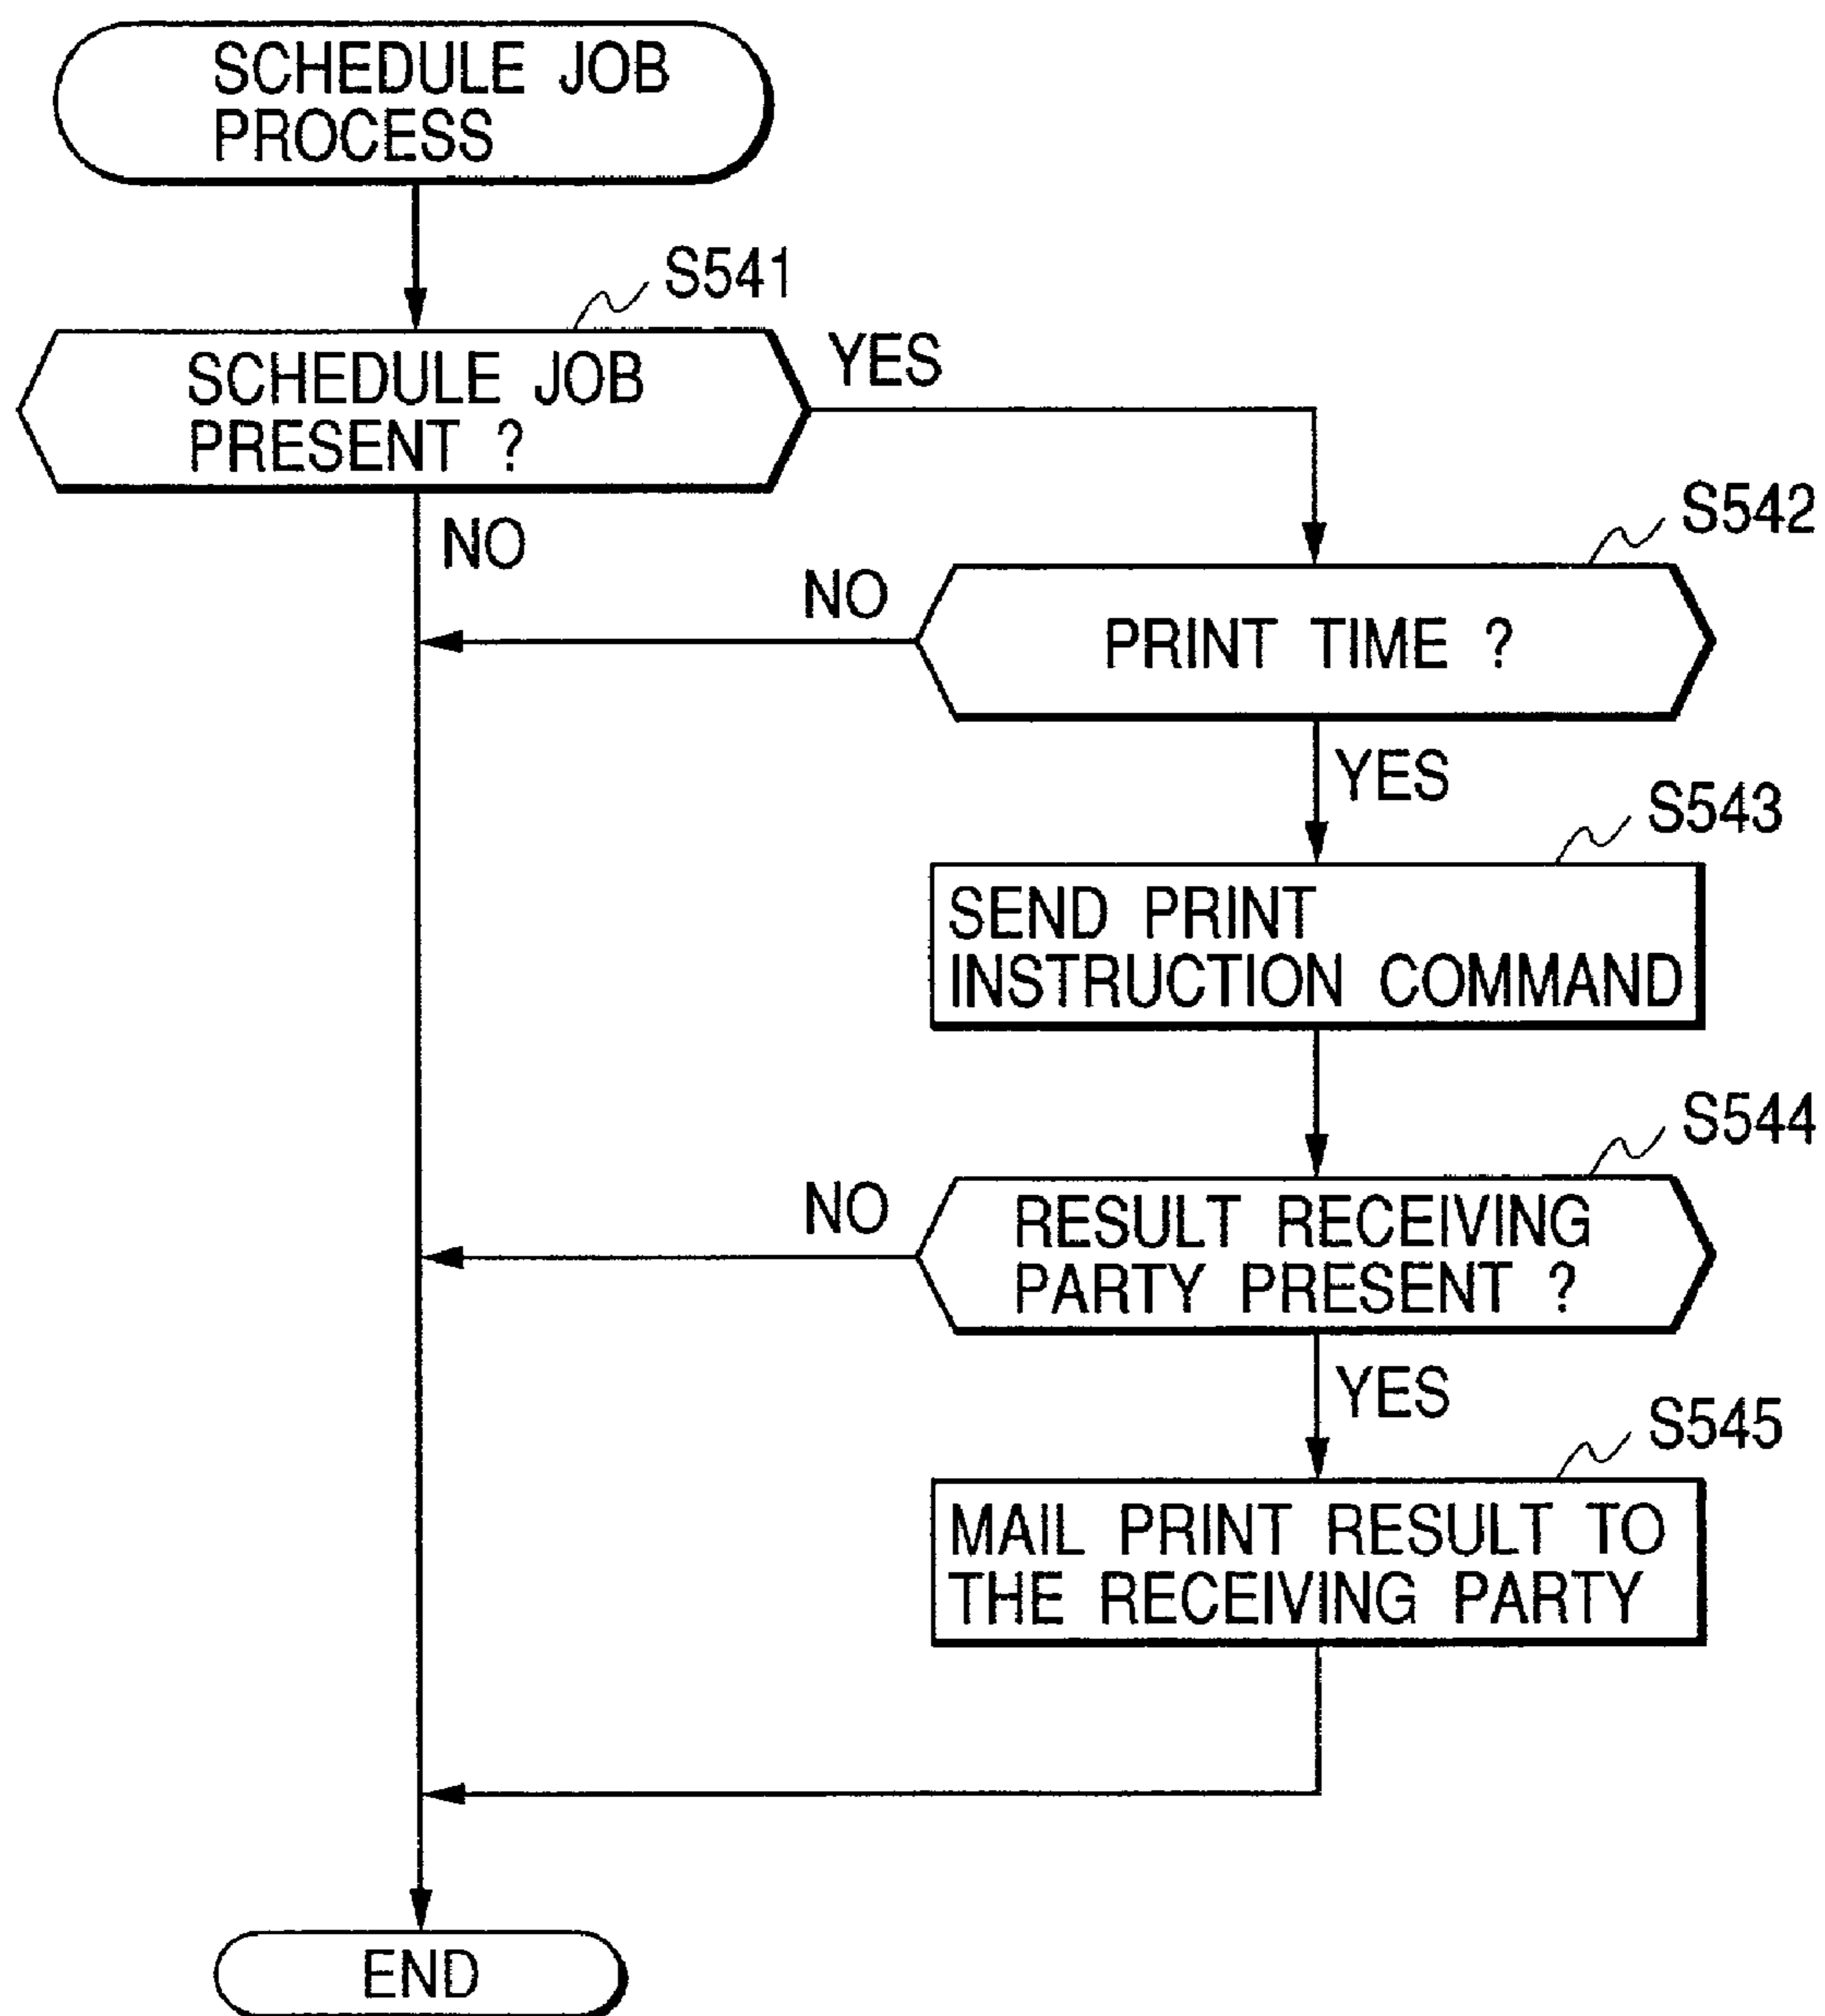 SCHEDULE JOB
PROCESS
S541
SCHEDULE JOB
PRESENT ?
YES
NO
S542
NO
PRINT TIME ?
YES
S543
SEND PRINT
INSTRUCTION COMMAND
S544
NO
RESULT RECEIVING
PARTY PRESENT ?
YES
S545
MAIL PRINT RESULT TO
THE RECEIVING PARTY
END